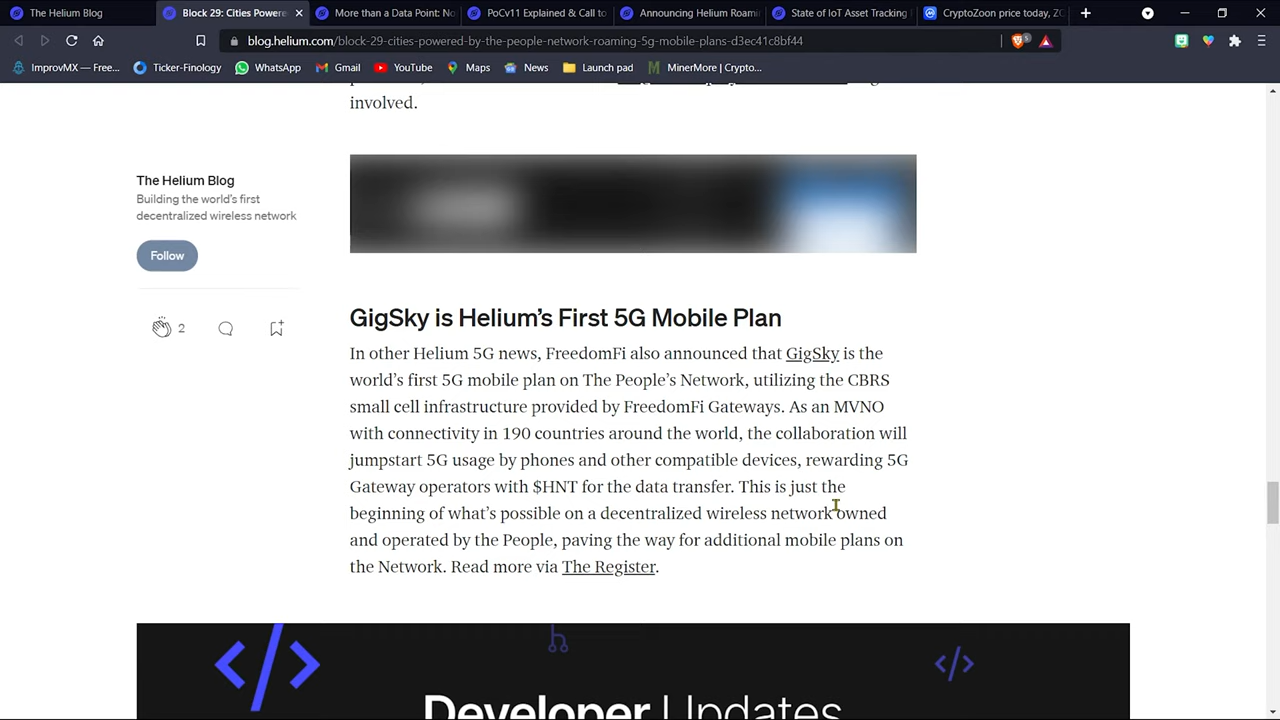 The Helium Blog
Block 29: Cities Powere
More than a Data Point: No
PoCv11 Explained & Call to
Announcing Helium Roami
State of IoT Asset Tracking
CryptoZoon price today, ZO
blog.helium.com/block-29-cities-powered-by-the-people-network-roaming-5g-mobile-plans-d3ec41c8bf44
5
ImprovMX — Free...
Ticker-Finology
WhatsApp
Gmail
YouTube
Maps
News
Launch pad
MinerMore | Crypto...
involved.
The Helium Blog
Building the world's first
decentralized wireless network
Follow
2
GigSky is Helium's First 5G Mobile Plan
In other Helium 5G news, FreedomFi also announced that GigSky is the
world's first 5G mobile plan on The People's Network, utilizing the CBRS
small cell infrastructure provided by FreedomFi Gateways. As an MVNO
with connectivity in 190 countries around the world, the collaboration will
jumpstart 5G usage by phones and other compatible devices, rewarding 5G
Gateway operators with $HNT for the data transfer. This is just the
beginning of what's possible on a decentralized wireless network owned
and operated by the People, paving the way for additional mobile plans on
the Network. Read more via The Register.
Developer Updates